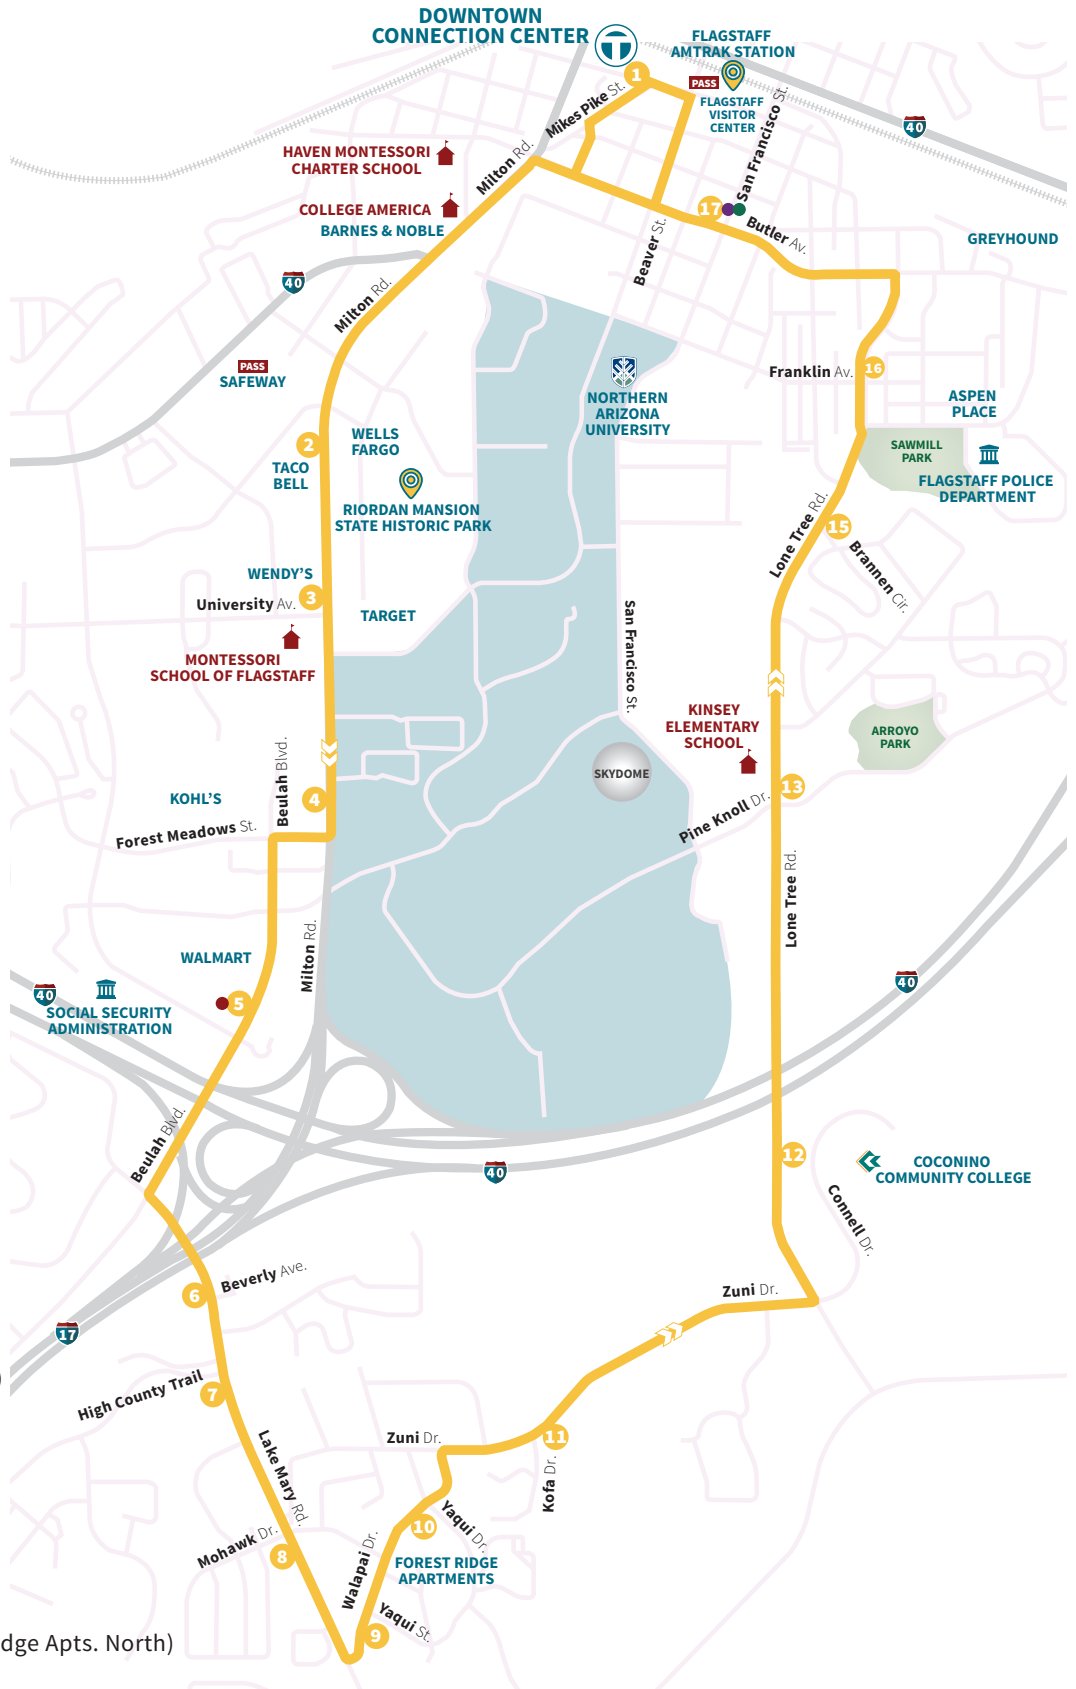 DOWNTOWN
CONNECTION CENTER
FLAGSTAFF
AMTRAK STATION
1
PASS
FLAGSTAFF
VISITOR
CENTER
Mikes Pike St.
San Francisco St.
40
HAVEN MONTESSORI
CHARTER SCHOOL
Milton Rd.
COLLEGE AMERICA
BARNES & NOBLE
17
Butler Av.
Beaver St.
GREYHOUND
40
Milton Rd.
PASS
SAFEWAY
Franklin Av.
16
NORTHERN
ARIZONA
UNIVERSITY
ASPEN
PLACE
2
WELLS
FARGO
TACO
BELL
SAWMILL
PARK
FLAGSTAFF POLICE
DEPARTMENT
RIORDAN MANSION
STATE HISTORIC PARK
Lone Tree Rd.
15
Brannen Cir.
WENDY'S
University Av.
3
TARGET
San Francisco St.
MONTESSORI
SCHOOL OF FLAGSTAFF
KINSEY
ELEMENTARY
SCHOOL
ARROYO
PARK
Beulah Blvd.
SKYDOME
KOHL'S
4
13
Forest Meadows St.
Pine Knoll Dr.
Lone Tree Rd.
Milton Rd.
WALMART
40
40
5
SOCIAL SECURITY
ADMINISTRATION
Beulah Blvd.
12
COCONINO
COMMUNITY COLLEGE
40
Connell Dr.
Beverly Ave.
6
Zuni Dr.
17
High County Trail
7
Lake Mary Rd.
Zuni Dr.
11
Kofa Dr.
Yaqui Dr.
10
Mohawk Dr.
8
Walapai Dr.
FOREST RIDGE
APARTMENTS
Yaqui St.
9
dge Apts. North)